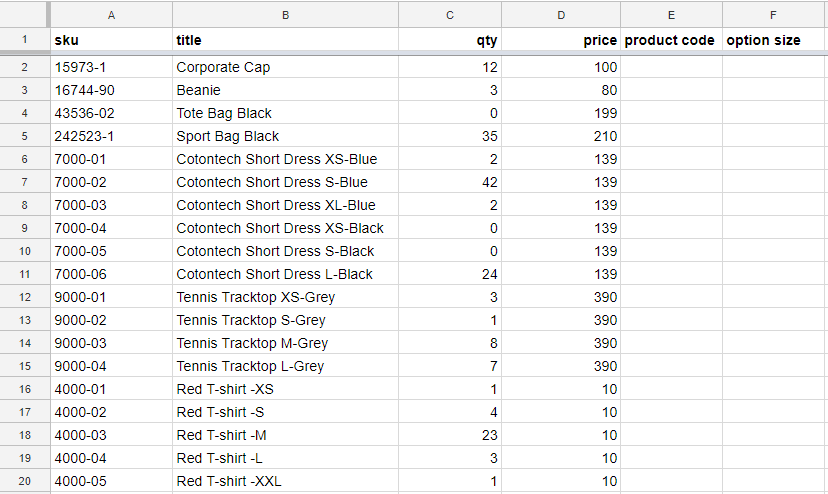 A B C D E F
1 sku title qty price product code option size
2 15973-1 Corporate Cap 12 100
3 16744-90 Beanie 3 80
4 43536-02 Tote Bag Black 0 199
5 242523-1 Sport Bag Black 35 210
6 7000-01 Cotontech Short Dress XS-Blue 2 139
7 7000-02 Cotontech Short Dress S-Blue 42 139
8 7000-03 Cotontech Short Dress XL-Blue 2 139
9 7000-04 Cotontech Short Dress XS-Black 0 139
10 7000-05 Cotontech Short Dress S-Black 0 139
11 7000-06 Cotontech Short Dress L-Black 24 139
12 9000-01 Tennis Tracktop XS-Grey 3 390
13 9000-02 Tennis Tracktop S-Grey 1 390
14 9000-03 Tennis Tracktop M-Grey 8 390
15 9000-04 Tennis Tracktop L-Grey 7 390
16 4000-01 Red T-shirt -XS 1 10
17 4000-02 Red T-shirt -S 4 10
18 4000-03 Red T-shirt -M 23 10
19 4000-04 Red T-shirt -L 3 10
20 4000-05 Red T-shirt -XXL 1 10